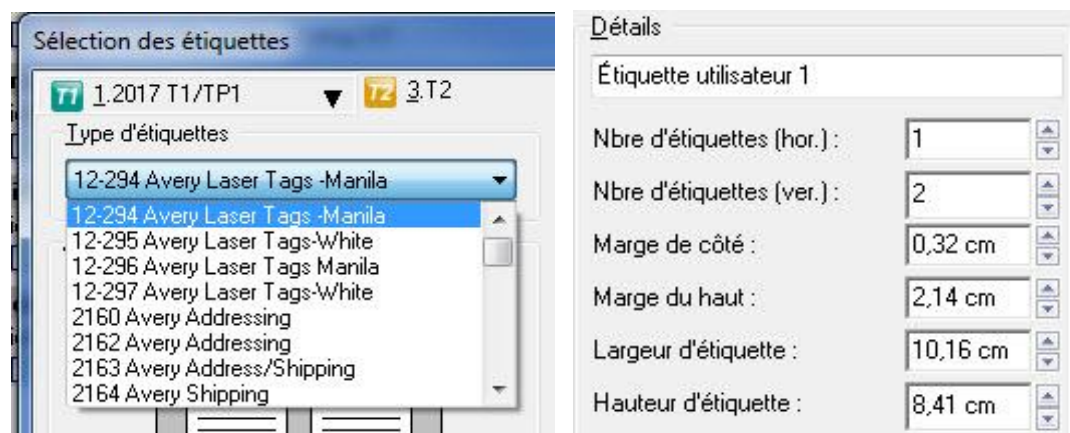 Sélection des étiquettes
T1 1.2017 T1/TP1 T2 3.T2
Type d'étiquettes
12-294 Avery Laser Tags -Manila
12-294 Avery Laser Tags -Manila
12-295 Avery Laser Tags-White
12-296 Avery Laser Tags Manila
12-297 Avery Laser Tags-White
2160 Avery Addressing
2162 Avery Addressing
2163 Avery Address/Shipping
2164 Avery Shipping
Détails
Étiquette utilisateur 1
Nbre d'étiquettes (hor.) : 1
Nbre d'étiquettes (ver.) : 2
Marge de côté : 0,32 cm
Marge du haut : 2,14 cm
Largeur d'étiquette : 10,16 cm
Hauteur d'étiquette : 8,41 cm